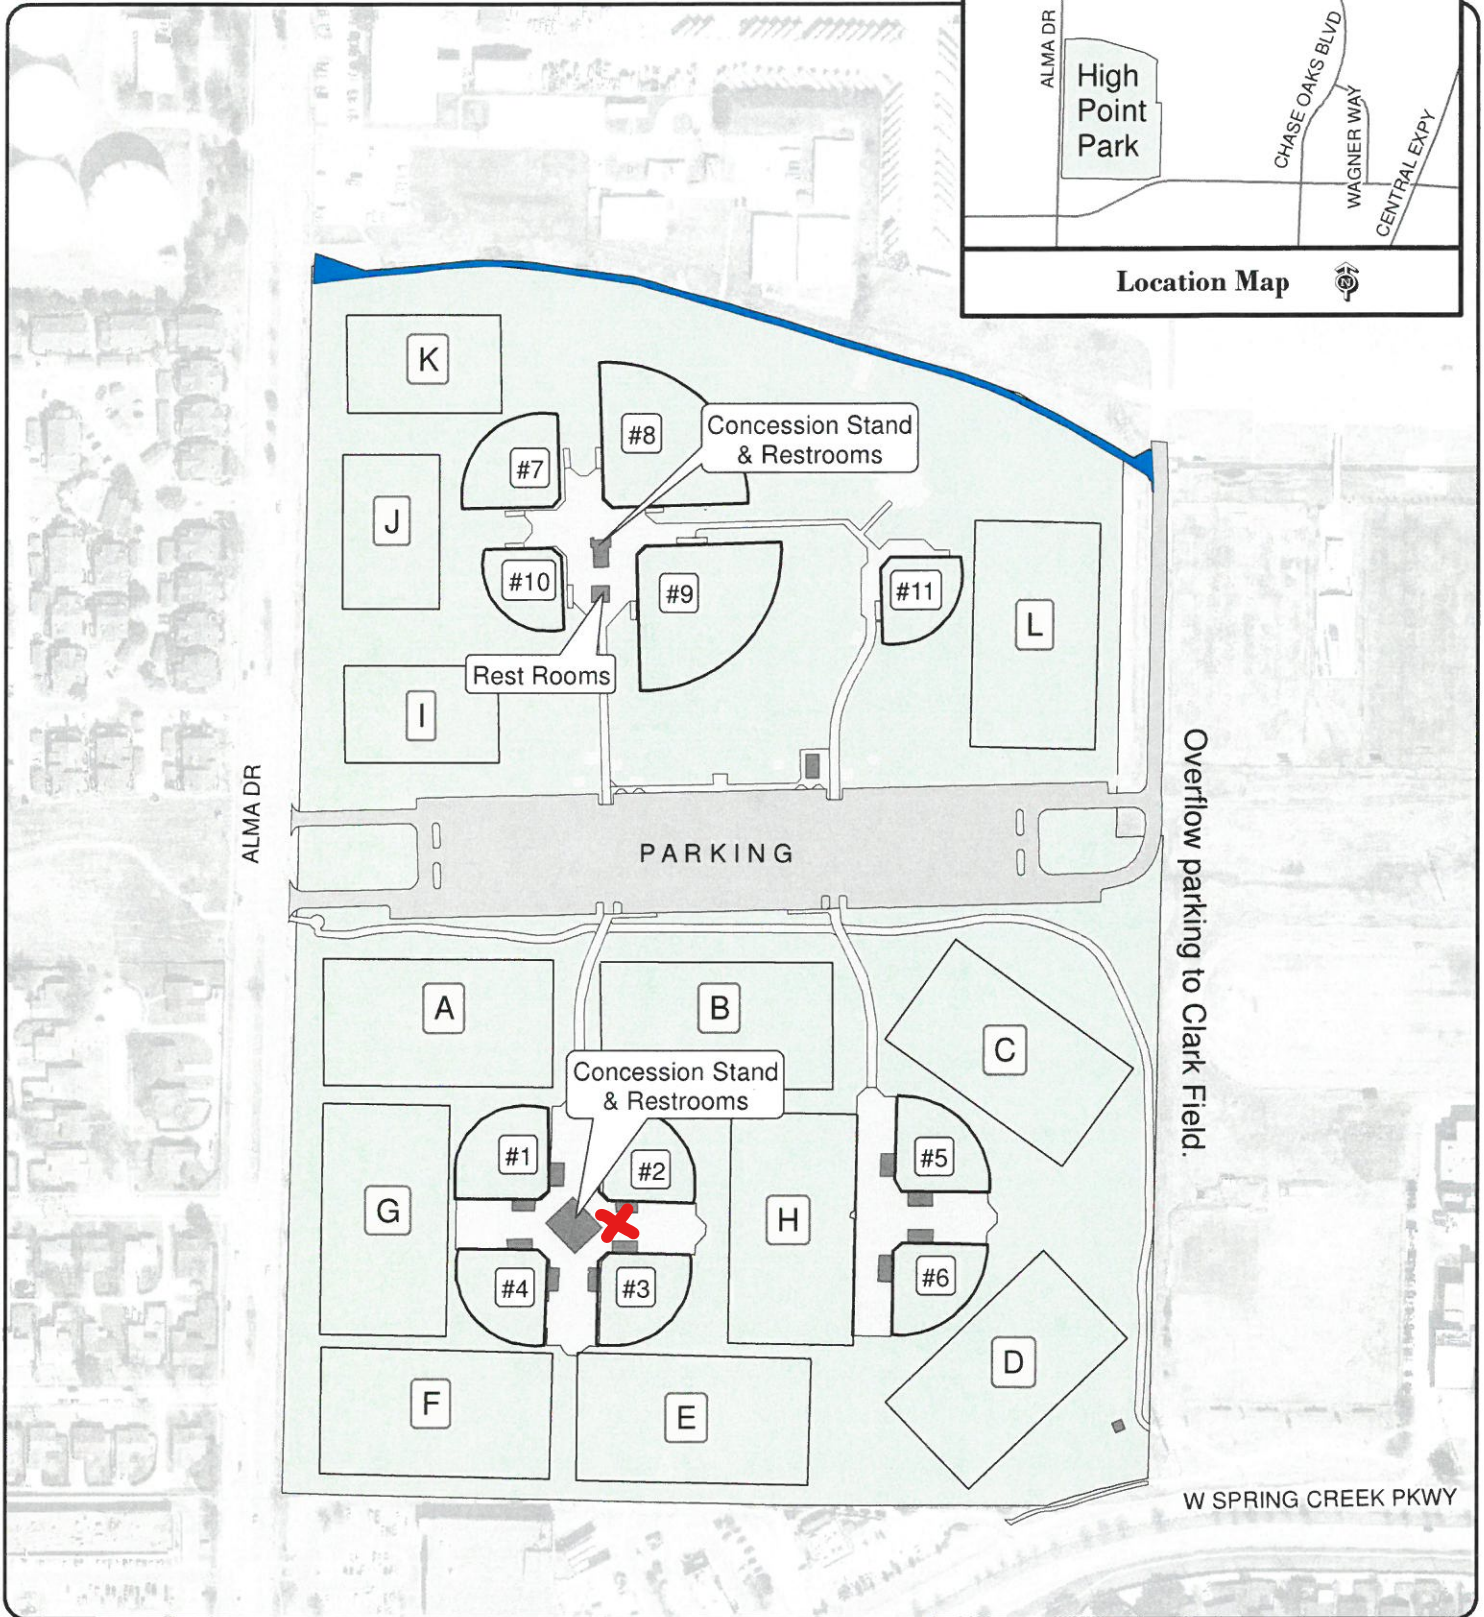 ALMA DR
High
Point
Park
CHASE OAKS BLVD
WAGNER WAY
CENTRAL EXPY
Location Map
N
K
#8
Concession Stand
& Restrooms
#7
J
#10
#9
#11
L
Rest Rooms
I
ALMA DR
PARKING
Overflow parking to Clark Field.
A
B
C
Concession Stand
& Restrooms
#1
#2
#5
G
H
#4
#3
#6
D
F
E
W SPRING CREEK PKWY